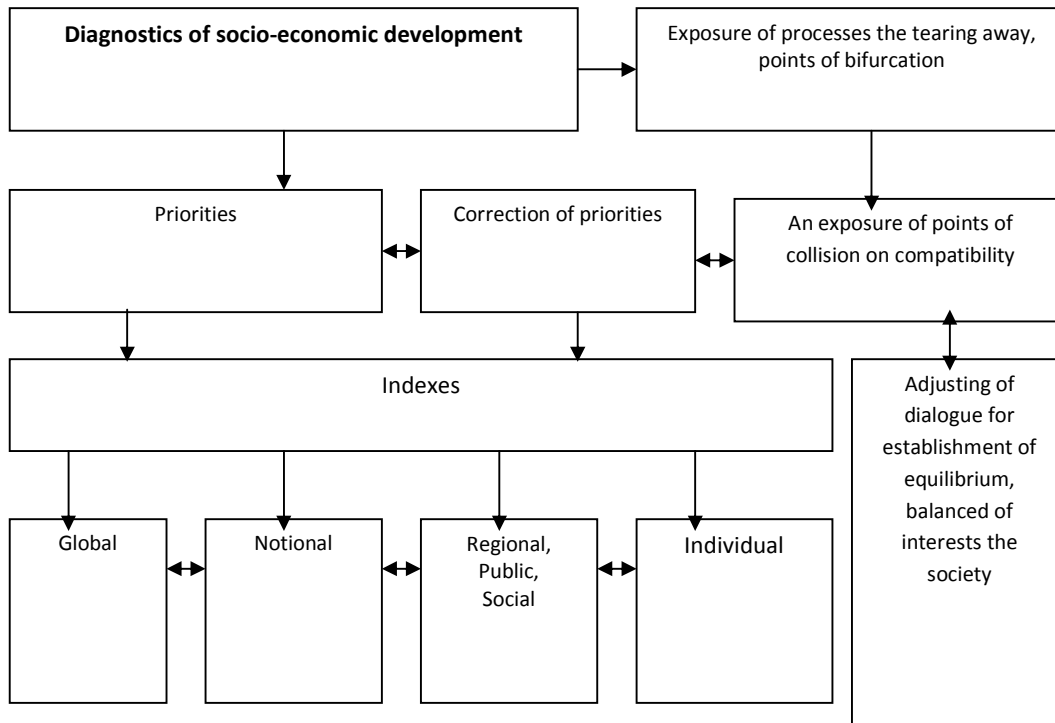 Diagnostics of socio-economic development
Exposure of processes the tearing away,
points of bifurcation
Priorities
Correction of priorities
An exposure of points of
collision on compatibility
Indexes
Adjusting of
dialogue for
establishment of
equilibrium,
balanced of
interests the
society
Global
Notional
Regional,
Public,
Social
Individual